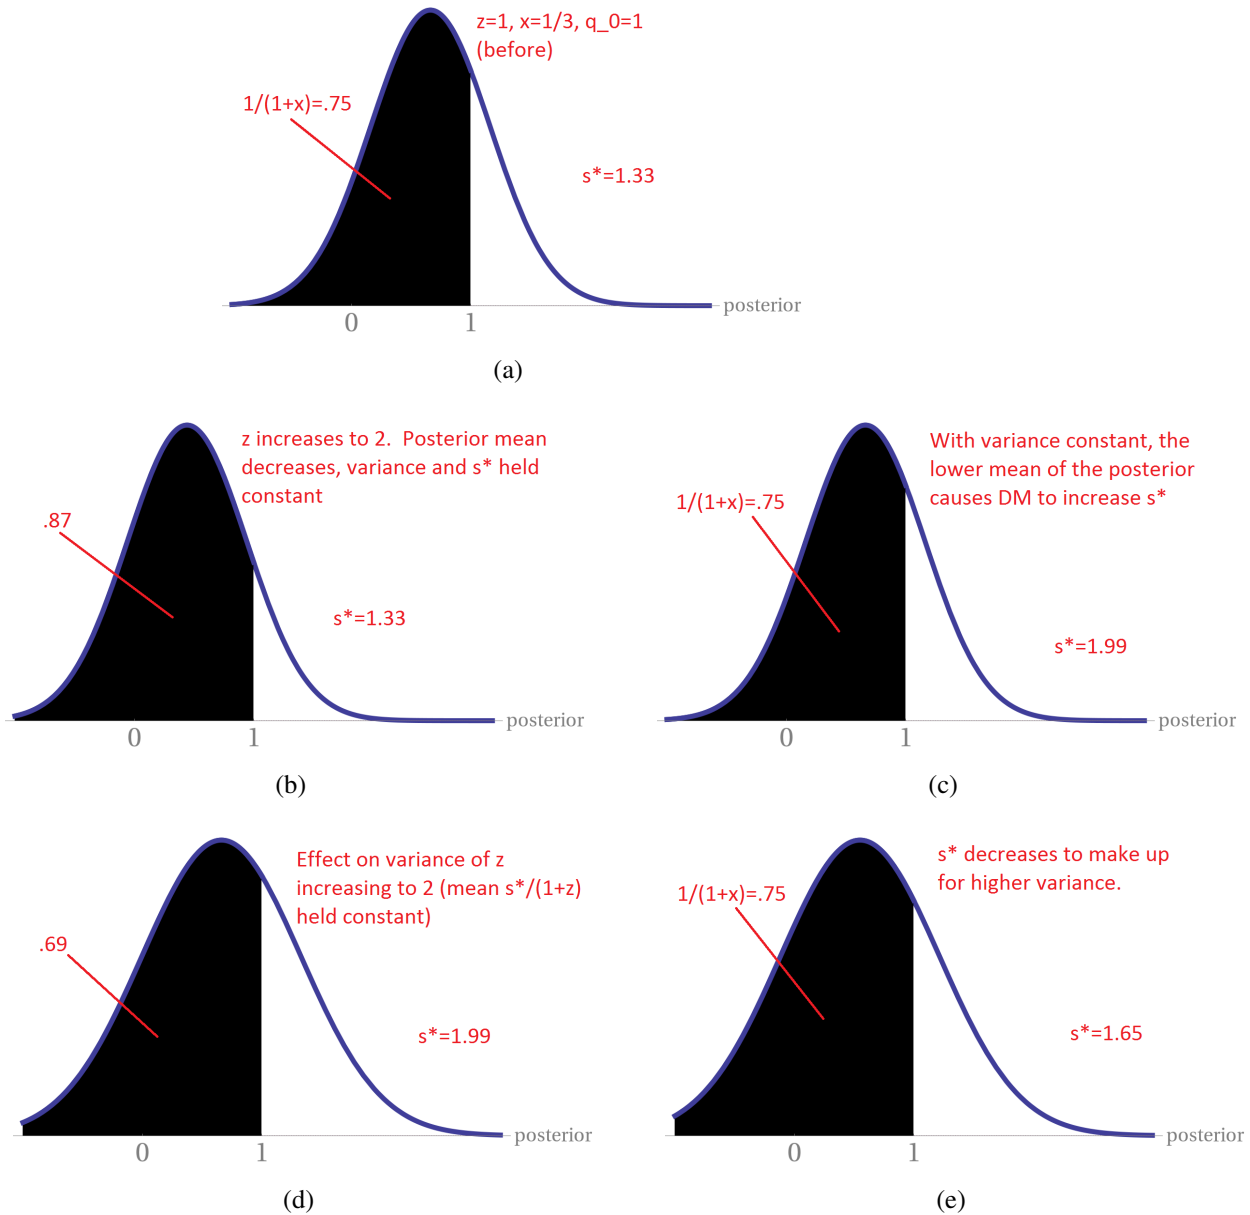 z=1, x=1/3, q_0=1
(before)
1/(1+x)=.75
s*=1.33
posterior
0
1
(a)
z increases to 2.  Posterior mean
decreases, variance and s* held
constant
.87
s*=1.33
posterior
0
1
(b)
With variance constant, the
lower mean of the posterior
causes DM to increase s*
1/(1+x)=.75
s*=1.99
posterior
0
1
(c)
Effect on variance of z
increasing to 2 (mean s*/(1+z)
held constant)
.69
s*=1.99
posterior
0
1
(d)
s* decreases to make up
for higher variance.
1/(1+x)=.75
s*=1.65
posterior
0
1
(e)